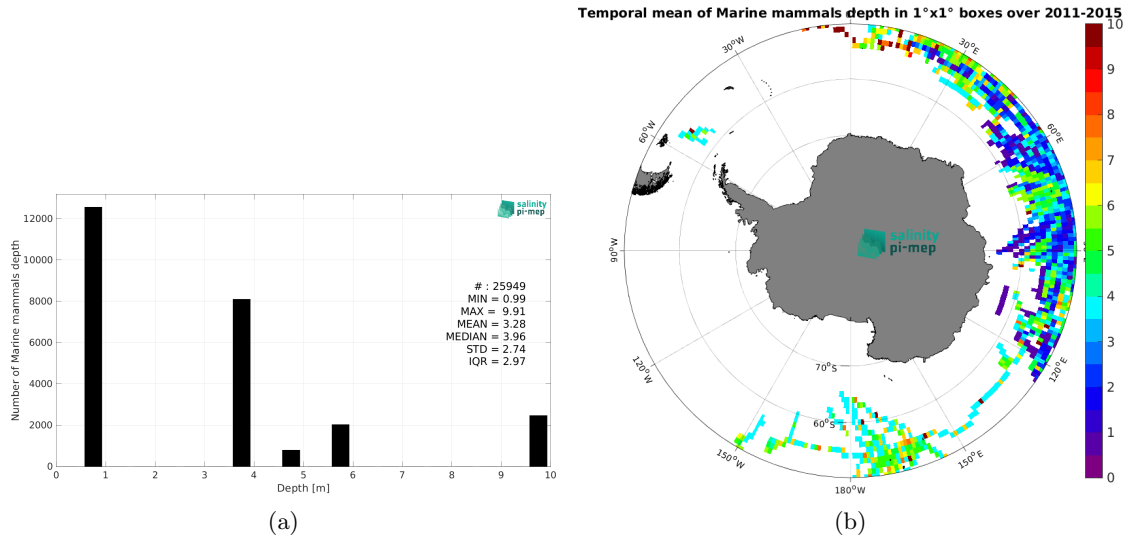 Temporal mean of Marine mammals depth in 1°x1° boxes over 2011-2015
salinity
pi-mep
# : 25949
MIN = 0.99
MAX = 9.91
MEAN = 3.28
MEDIAN = 3.96
STD = 2.74
IQR = 2.97
Number of Marine mammals depth
12000
10000
8000
6000
4000
2000
0
0 1 2 3 4 5 6 7 8 9 10
Depth [m]
(a)
30°W
30°E
60°W
60°E
90°W
120°W
120°E
150°W
150°E
180°W
70°S
60°S
salinity
pi-mep
10
9
8
7
6
5
4
3
2
1
0
(b)